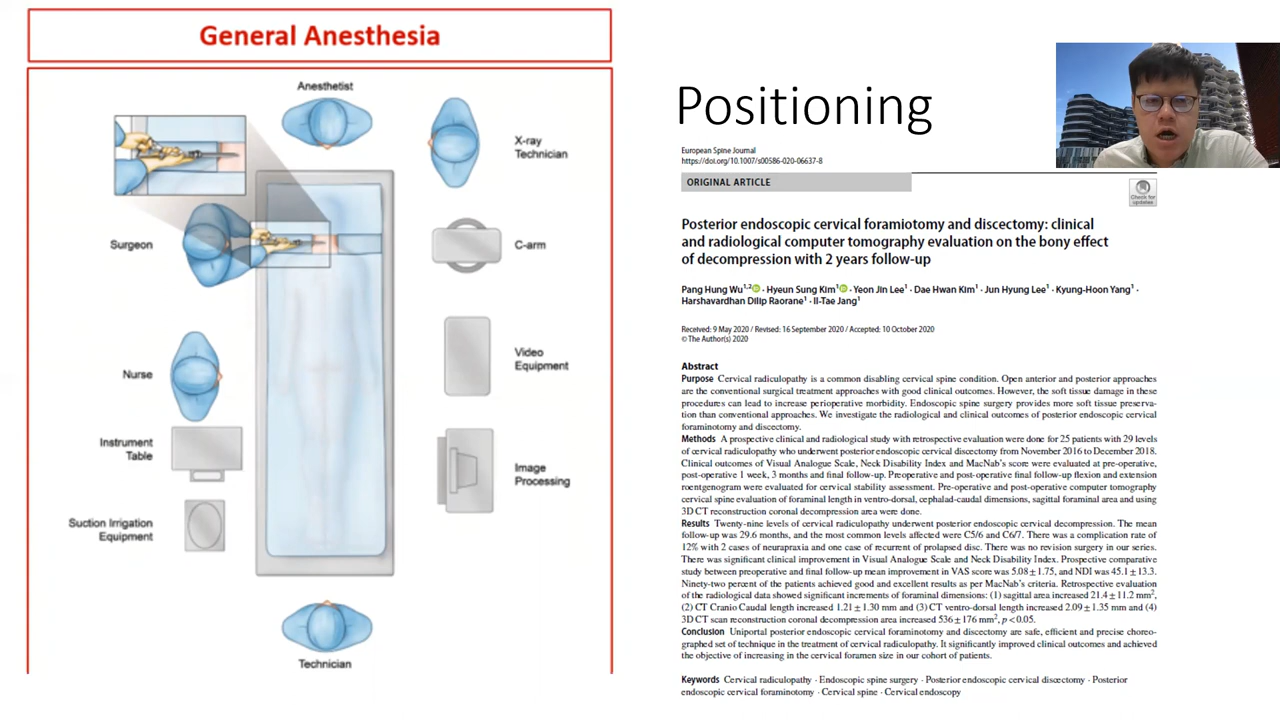 General Anesthesia
Anesthetist
X-ray
Technician
Surgeon
C-arm
Nurse
Video
Equipment
Instrument
Table
Image
Processing
Suction Irrigation
Equipment
Technician
Positioning
European Spine Journal
https://doi.org/10.1007/s00586-020-06637-8
ORIGINAL ARTICLE
Check for
updates
Posterior endoscopic cervical foramiotomy and discectomy: clinical
and radiological computer tomography evaluation on the bony effect
of decompression with 2 years follow-up
Pang Hung Wu1,2 · Hyeun Sung Kim1 · Yeon Jin Lee1 · Dae Hwan Kim1 · Jun Hyung Lee1 · Kyung-Hoon Yang1 ·
Harshavardhan Dilip Raorane1 · Il-Tae Jang1
Received: 9 May 2020 / Revised: 16 September 2020 / Accepted: 10 October 2020
© The Author(s) 2020
Abstract
Purpose Cervical radiculopathy is a common disabling cervical spine condition. Open anterior and posterior approaches
are the conventional surgical treatment approaches with good clinical outcomes. However, the soft tissue damage in these
procedures can lead to increase perioperative morbidity. Endoscopic spine surgery provides more soft tissue preserva-
tion than conventional approaches. We investigate the radiological and clinical outcomes of posterior endoscopic cervical
foraminotomy and discectomy.
Methods A prospective clinical and radiological study with retrospective evaluation were done for 25 patients with 29 levels
of cervical radiculopathy who underwent posterior endoscopic cervical discectomy from November 2016 to December 2018.
Clinical outcomes of Visual Analogue Scale, Neck Disability Index and MacNab's score were evaluated at pre-operative,
post-operative 1 week, 3 months and final follow-up. Preoperative and post-operative final follow-up flexion and extension
roentgenogram were evaluated for cervical stability assessment. Pre-operative and post-operative computer tomography
cervical spine evaluation of foraminal length in ventro-dorsal, cephalad-caudal dimensions, sagittal foraminal area and using
3D CT reconstruction coronal decompression area were done.
Results Twenty-nine levels of cervical radiculopathy underwent posterior endoscopic cervical decompression. The mean
follow-up was 29.6 months, and the most common levels affected were C5/6 and C6/7. There was a complication rate of
12% with 2 cases of neurapraxia and one case of recurrent of prolapsed disc. There was no revision surgery in our series.
There was significant clinical improvement in Visual Analogue Scale and Neck Disability Index. Prospective comparative
study between preoperative and final follow-up mean improvement in VAS score was 5.08 ± 1.75, and NDI was 45.1 ± 13.3.
Ninety-two percent of the patients achieved good and excellent results as per MacNab's criteria. Retrospective evaluation
of the radiological data showed significant increments of foraminal dimensions: (1) sagittal area increased 21.4 ± 11.2 mm²,
(2) CT Cranio Caudal length increased 1.21 ± 1.30 mm and (3) CT ventro-dorsal length increased 2.09 ± 1.35 mm and (4)
3D CT scan reconstruction coronal decompression area increased 536 ± 176 mm², p < 0.05.
Conclusion Uniportal posterior endoscopic cervical foraminotomy and discectomy are safe, efficient and precise choreo-
graphed set of technique in the treatment of cervical radiculopathy. It significantly improved clinical outcomes and achieved
the objective of increasing in the cervical foramen size in our cohort of patients.
Keywords Cervical radiculopathy · Endoscopic spine surgery · Posterior endoscopic cervical discectomy · Posterior
endoscopic cervical foraminotomy · Cervical spine · Cervical endoscopy